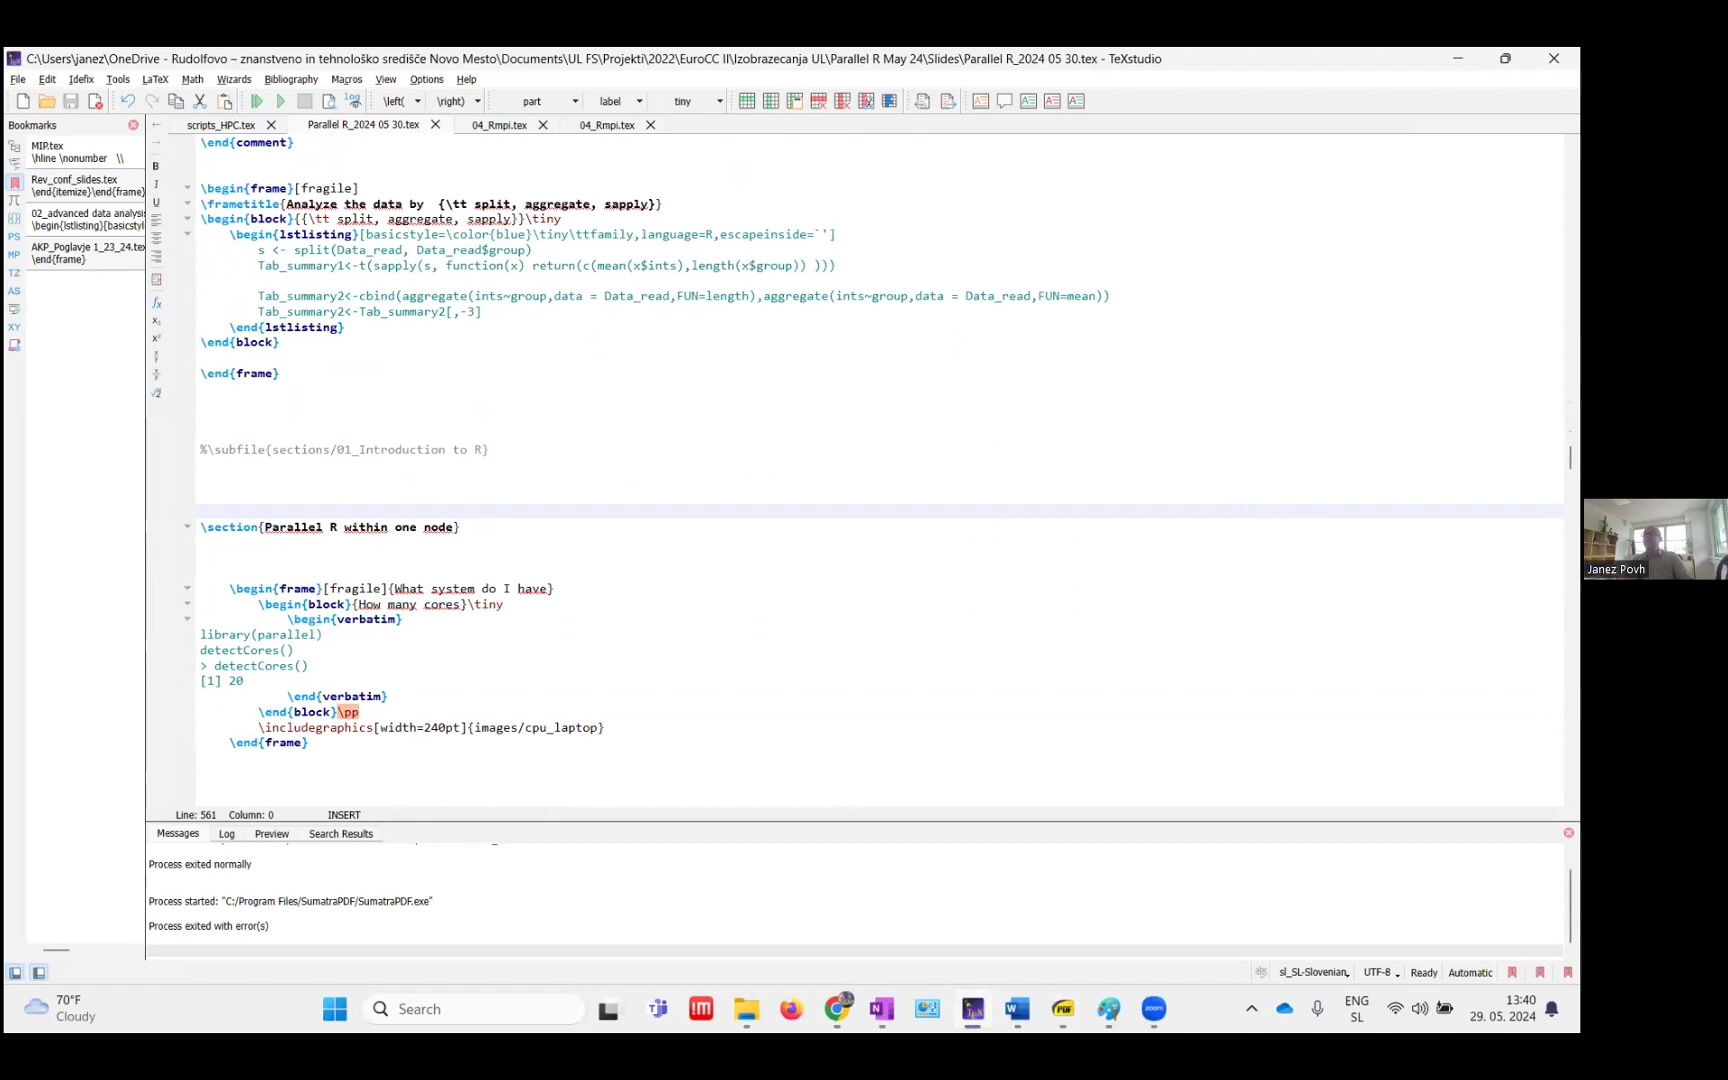 C:\Users\janez\OneDrive - Rudolfovo – znanstveno in tehnološko središče Novo Mesto\Documents\UL FS\Projekti\2022\EuroCC II\Izobrazecanja UL\Parallel R May 24\Slides\Parallel R_2024 05 30.tex - TeXstudio
File Edit Idefix Tools LaTeX Math Wizards Bibliography Macros View Options Help
\left( \right) part label tiny
Bookmarks
scripts_HPC.tex Parallel R_2024 05 30.tex 04_Rmpi.tex 04_Rmpi.tex
MIP.tex
\hline \nonumber \\
Rev_conf_slides.tex
\end{itemize}\end{frame}
02_advanced data analysis
\begin{lstlisting}[basicstyle
AKP_Poglavje 1_23_24.tex
\end{frame}
\end{comment}
\begin{frame}[fragile]
\frametitle{Analyze the data by {\tt split, aggregate, sapply}}
\begin{block}{{\tt split, aggregate, sapply}}\tiny
\begin{lstlisting}[basicstyle=\color{blue}\tiny\ttfamily,language=R,escapeinside=`']
s <- split(Data_read, Data_read$group)
Tab_summary1<-t(sapply(s, function(x) return(c(mean(x$ints),length(x$group)) )))
Tab_summary2<-cbind(aggregate(ints~group,data = Data_read,FUN=length),aggregate(ints~group,data = Data_read,FUN=mean))
Tab_summary2<-Tab_summary2[,-3]
\end{lstlisting}
\end{block}
\end{frame}
%\subfile{sections/01_Introduction to R}
\section{Parallel R within one node}
\begin{frame}[fragile]{What system do I have}
\begin{block}{How many cores}\tiny
\begin{verbatim}
library(parallel)
detectCores()
> detectCores()
[1] 20
\end{verbatim}
\end{block}\pp
\includegraphics[width=240pt]{images/cpu_laptop}
\end{frame}
Line: 561 Column: 0 INSERT
Messages Log Preview Search Results
Process exited normally
Process started: "C:/Program Files/SumatraPDF/SumatraPDF.exe"
Process exited with error(s)
sl_SL-Slovenian UTF-8 Ready Automatic
70°F
Cloudy
Search
ENG
SL
13:40
29. 05. 2024
Janez Povh